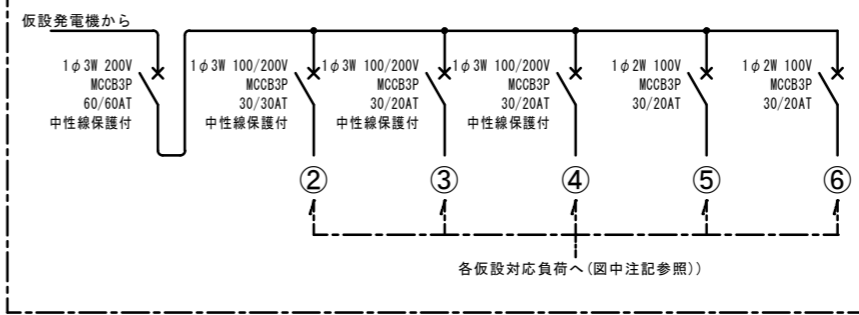 仮設発電機から
1φ3W 200V
MCCB3P
60/60AT
中性線保護付
1φ3W 100/200V
MCCB3P
30/30AT
中性線保護付
1φ3W 100/200V
MCCB3P
30/20AT
中性線保護付
1φ3W 100/200V
MCCB3P
30/20AT
中性線保護付
1φ2W 100V
MCCB3P
30/20AT
1φ2W 100V
MCCB3P
30/20AT
② ③ ④ ⑤ ⑥
各仮設対応負荷へ(図中注記参照))